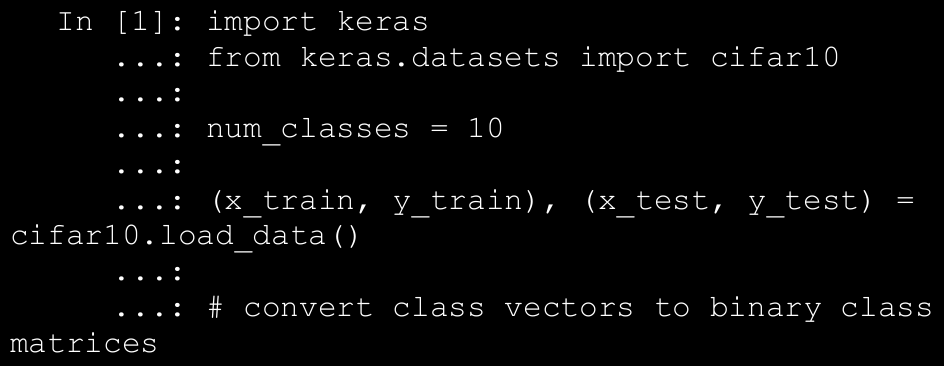 In [1]: import keras
...: from keras.datasets import cifar10
...:
...: num_classes = 10
...:
...: (x_train, y_train), (x_test, y_test) =
cifar10.load_data()
...:
...: # convert class vectors to binary class
matrices